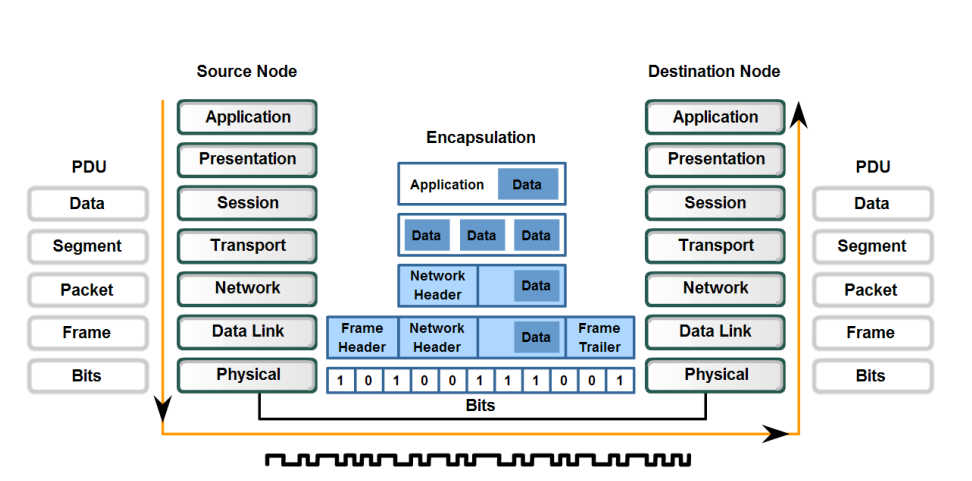 Source Node
Destination Node
Application
Application
Encapsulation
Presentation
Presentation
PDU
PDU
Application Data
Data
Session
Session
Data
Segment
Transport
Data Data Data
Transport
Segment
Packet
Network
Network
Header
Data
Network
Packet
Frame
Data Link
Frame
Header
Network
Header
Data
Frame
Trailer
Data Link
Frame
Bits
Physical
1 0 1 0 0 1 1 1 0 0 1
Physical
Bits
Bits